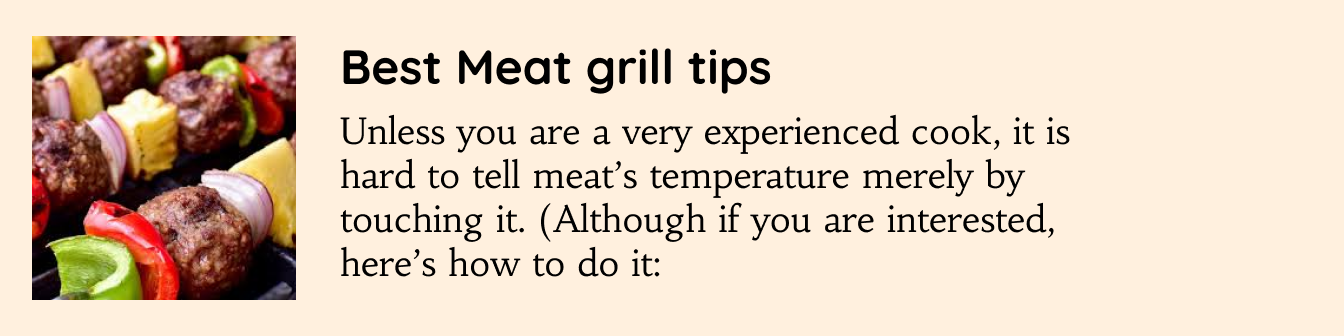 Best Meat grill tips
Unless you are a very experienced cook, it is
hard to tell meat’s temperature merely by
touching it. (Although if you are interested,
here’s how to do it: